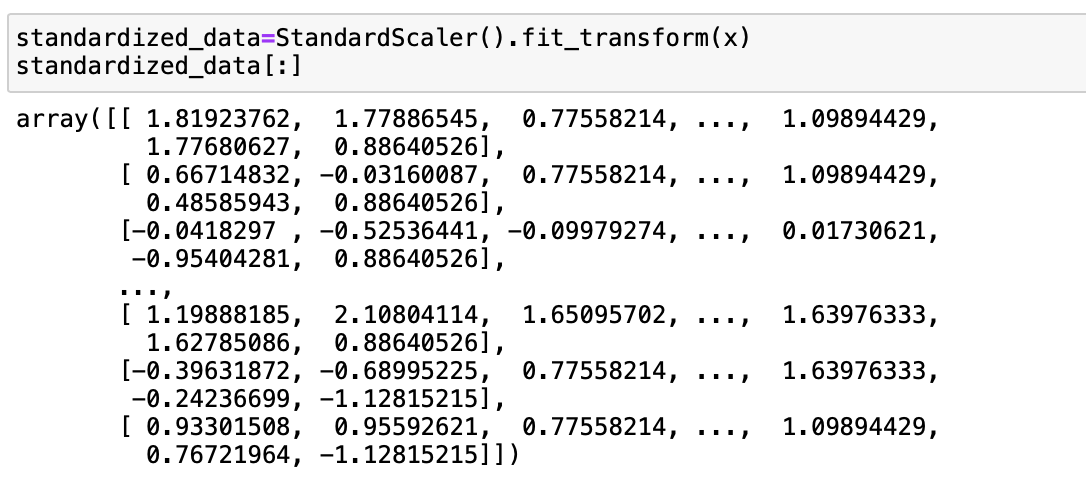 standardized_data=StandardScaler().fit_transform(x)
standardized_data[:]
array([[ 1.81923762,  1.77886545,  0.77558214, ...,  1.09894429,
         1.77680627,  0.88640526],
       [ 0.66714832, -0.03160087,  0.77558214, ...,  1.09894429,
         0.48585943,  0.88640526],
       [-0.0418297 , -0.52536441, -0.09979274, ...,  0.01730621,
        -0.95404281,  0.88640526],
       ...,
       [ 1.19888185,  2.10804114,  1.65095702, ...,  1.63976333,
         1.62785086,  0.88640526],
       [-0.39631872, -0.68995225,  0.77558214, ...,  1.63976333,
        -0.24236699, -1.12815215],
       [ 0.93301508,  0.95592621,  0.77558214, ...,  1.09894429,
         0.76721964, -1.12815215]])